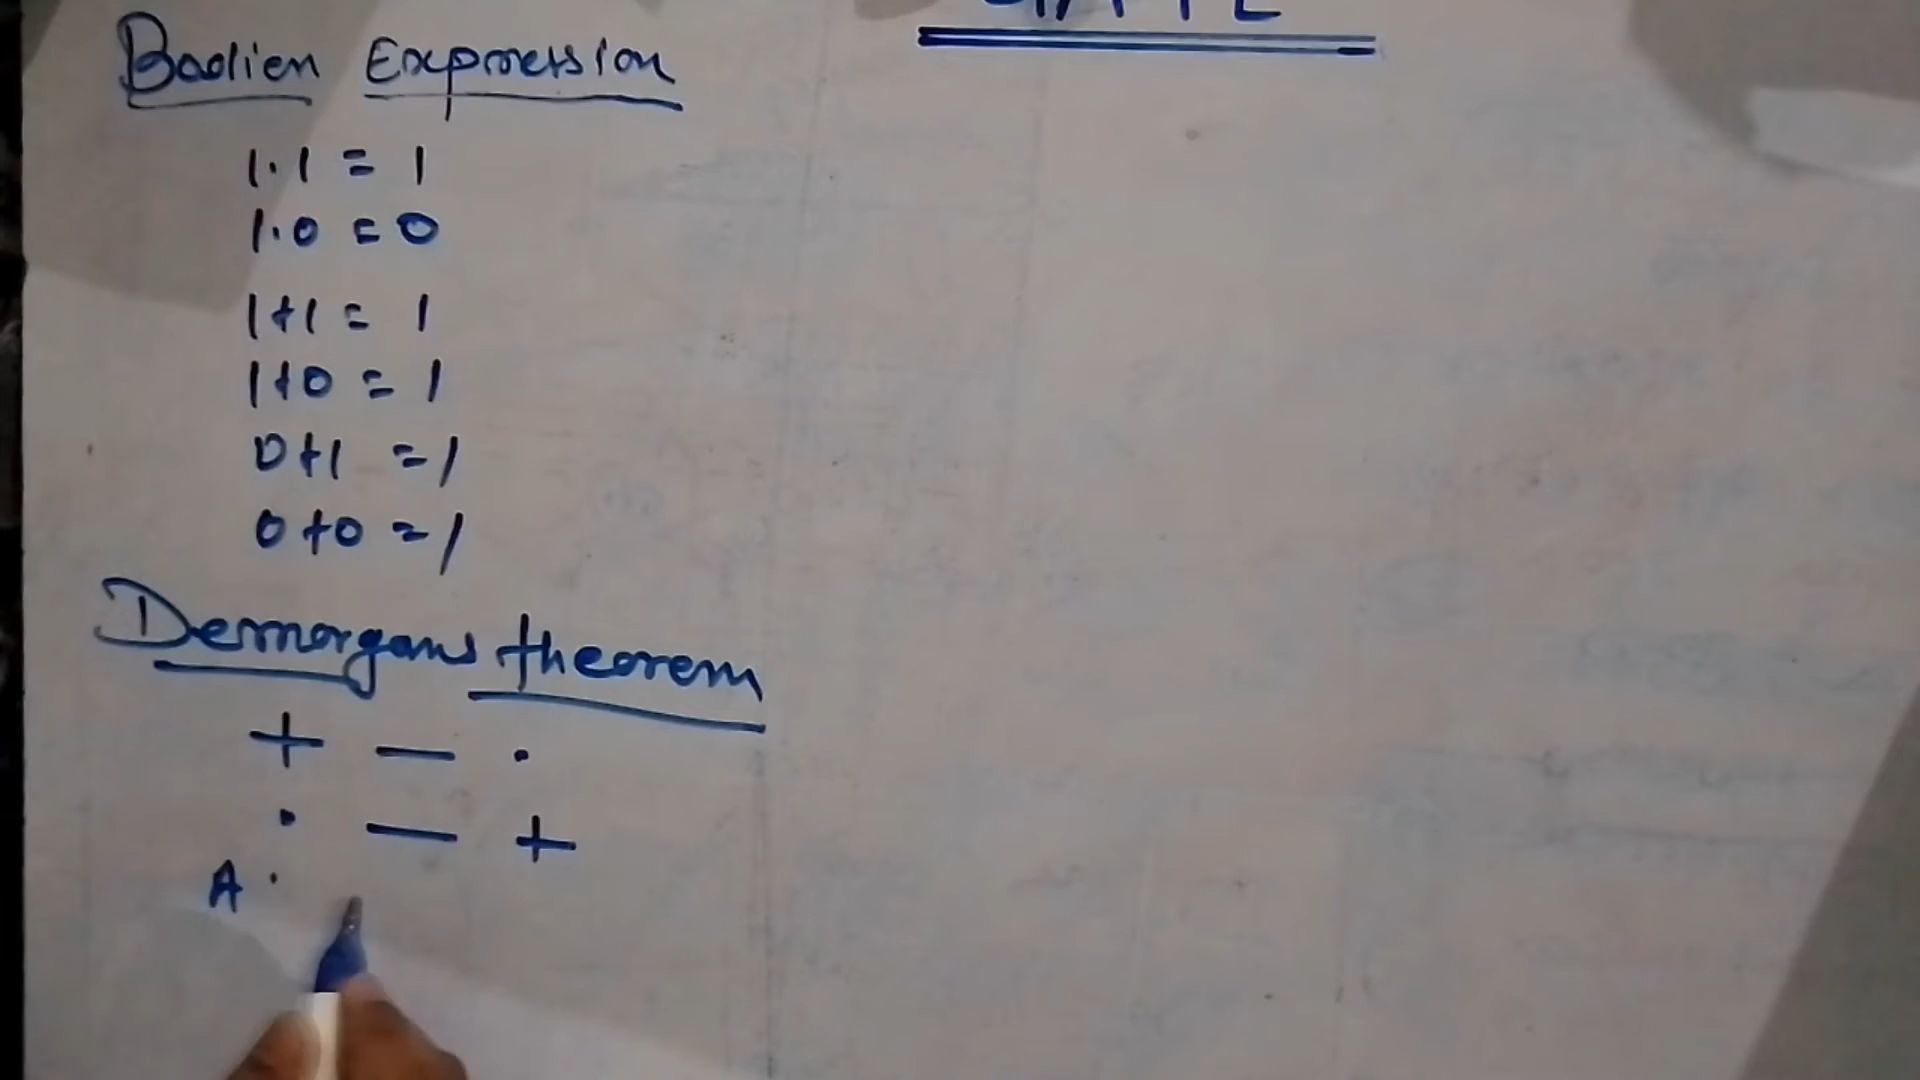 Boolien Expression
1.1 = 1
1.0 = 0
1+1 = 1
1+0 = 1
0+1 = 1
0+0 = 1
Demorgans theorem
+ — .
. — +
A .